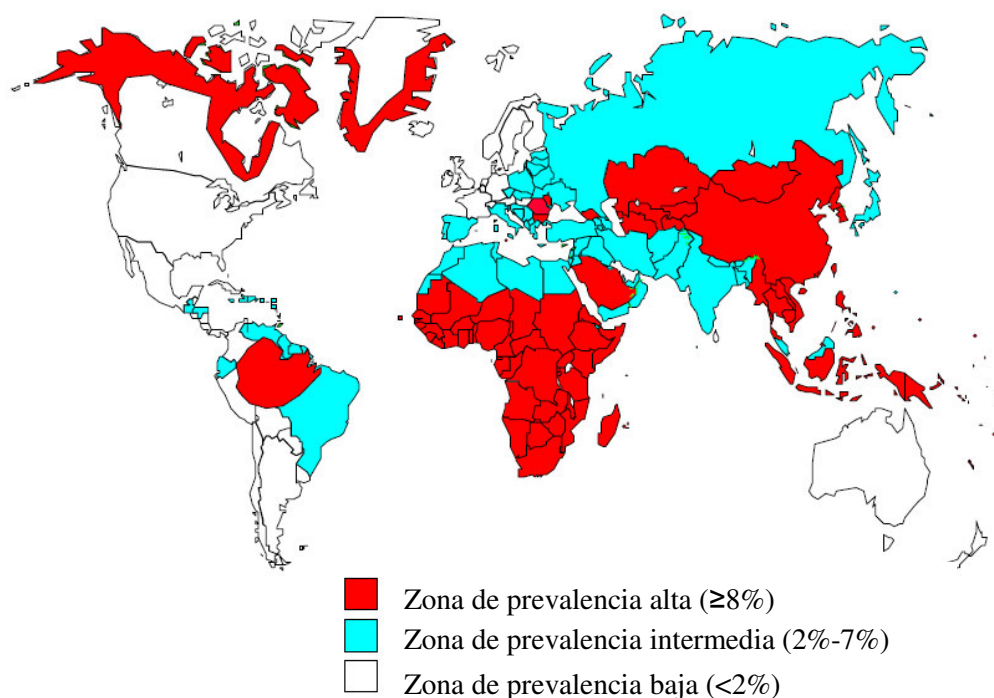 Zona de prevalencia alta (≥8%)
Zona de prevalencia intermedia (2%-7%)
Zona de prevalencia baja (<2%)